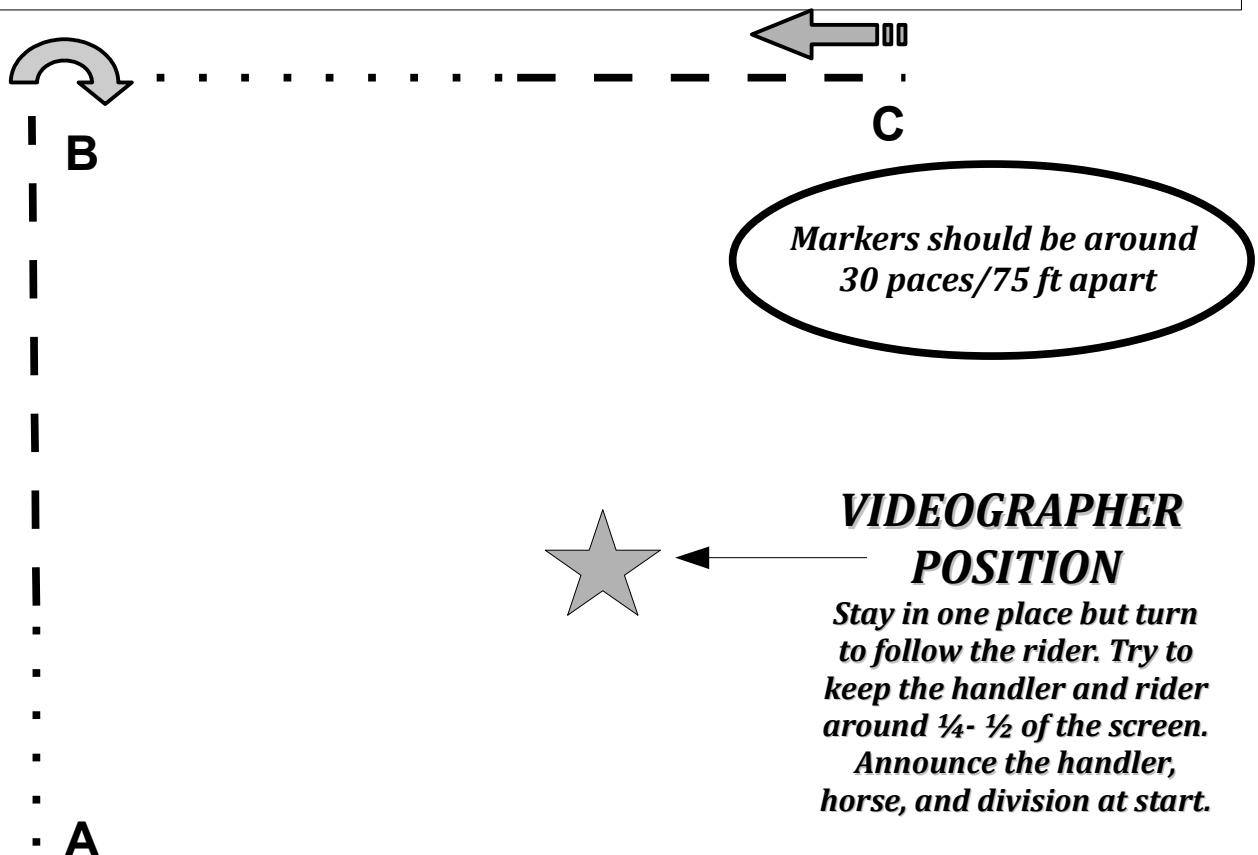 B
C
Markers should be around
30 paces/75 ft apart
VIDEOGRAPHER
POSITION
Stay in one place but turn
to follow the rider. Try to
keep the handler and rider
around ¼- ½ of the screen.
Announce the handler,
horse, and division at start.
A